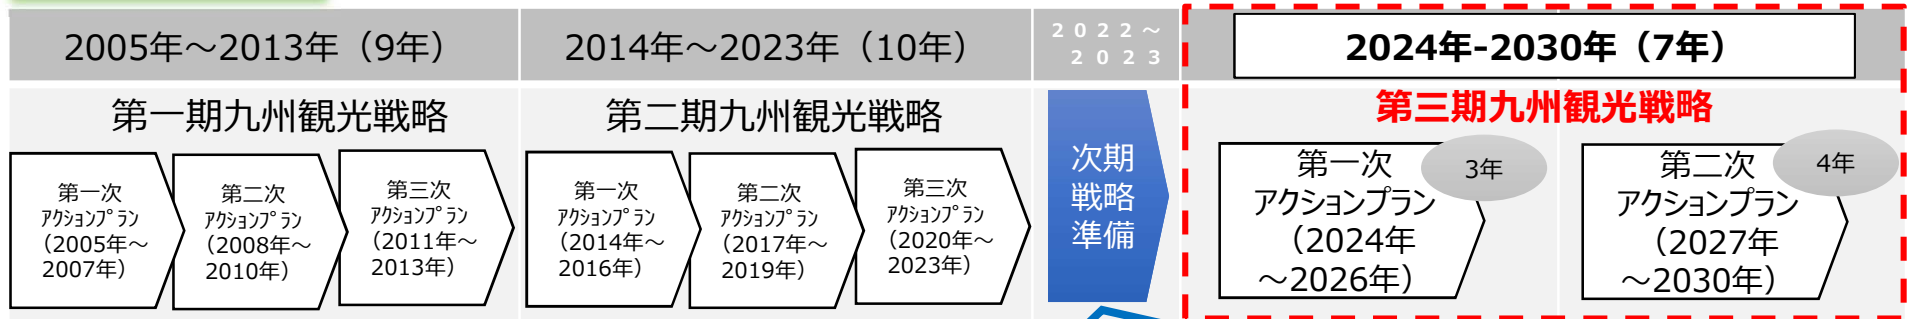 2005年～2013年（9年）
2014年～2023年（10年）
2022～
2023
2024年-2030年（7年）
第一期九州観光戦略
第二期九州観光戦略
第三期九州観光戦略
第一次
ｱｸｼｮﾝﾌﾟﾗﾝ
（2005年～
2007年）
第二次
ｱｸｼｮﾝﾌﾟﾗﾝ
（2008年～
2010年）
第三次
ｱｸｼｮﾝﾌﾟﾗﾝ
（2011年～
2013年）
第一次
ｱｸｼｮﾝﾌﾟﾗﾝ
（2014年～
2016年）
第二次
ｱｸｼｮﾝﾌﾟﾗﾝ
（2017年～
2019年）
第三次
ｱｸｼｮﾝﾌﾟﾗﾝ
（2020年～
2023年）
次期
戦略
準備
第一次
アクションプラン
（2024年
～2026年）
3年
第二次
アクションプラン
（2027年
～2030年）
4年